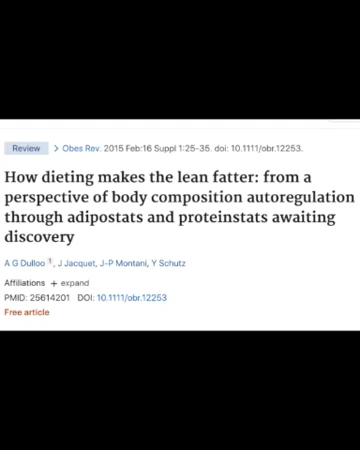 Review > Obes Rev. 2015 Feb:16 Suppl 1:25-35. doi: 10.1111/obr.12253.
How dieting makes the lean fatter: from a
perspective of body composition autoregulation
through adipostats and proteinstats awaiting
discovery
A G Dulloo 1, J Jacquet, J-P Montani, Y Schutz
Affiliations + expand
PMID: 25614201 DOI: 10.1111/obr.12253
Free article